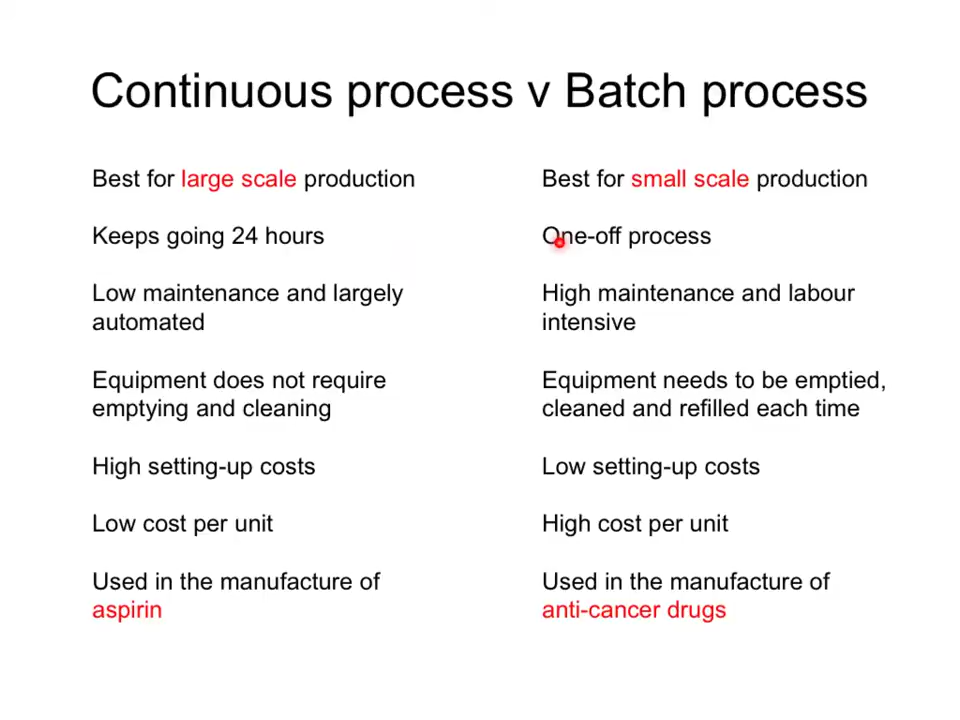 Continuous process v Batch process
Best for large scale production
Keeps going 24 hours
Low maintenance and largely
automated
Equipment does not require
emptying and cleaning
High setting-up costs
Low cost per unit
Used in the manufacture of
aspirin
Best for small scale production
One-off process
High maintenance and labour
intensive
Equipment needs to be emptied,
cleaned and refilled each time
Low setting-up costs
High cost per unit
Used in the manufacture of
anti-cancer drugs